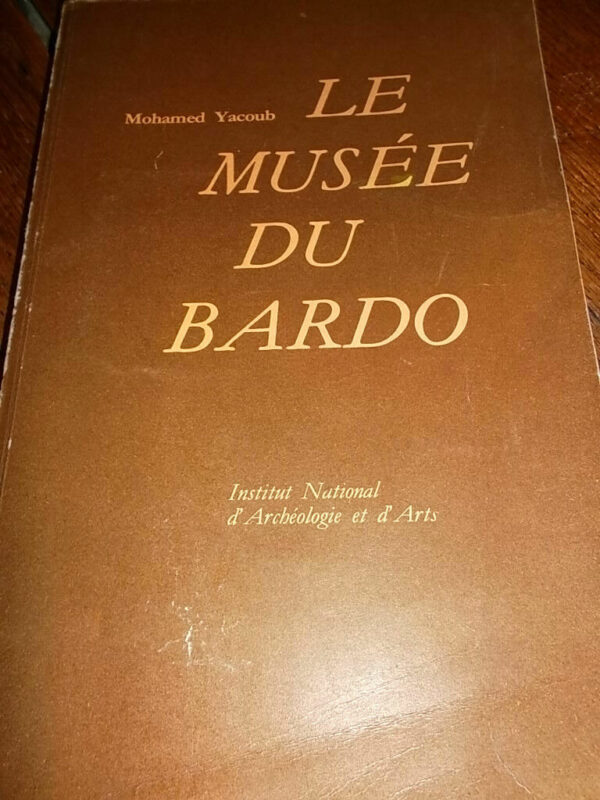 Mohamed Yacoub
LE
MUSÉE
DU
BARDO
Institut National
d'Archéologie et d'Arts